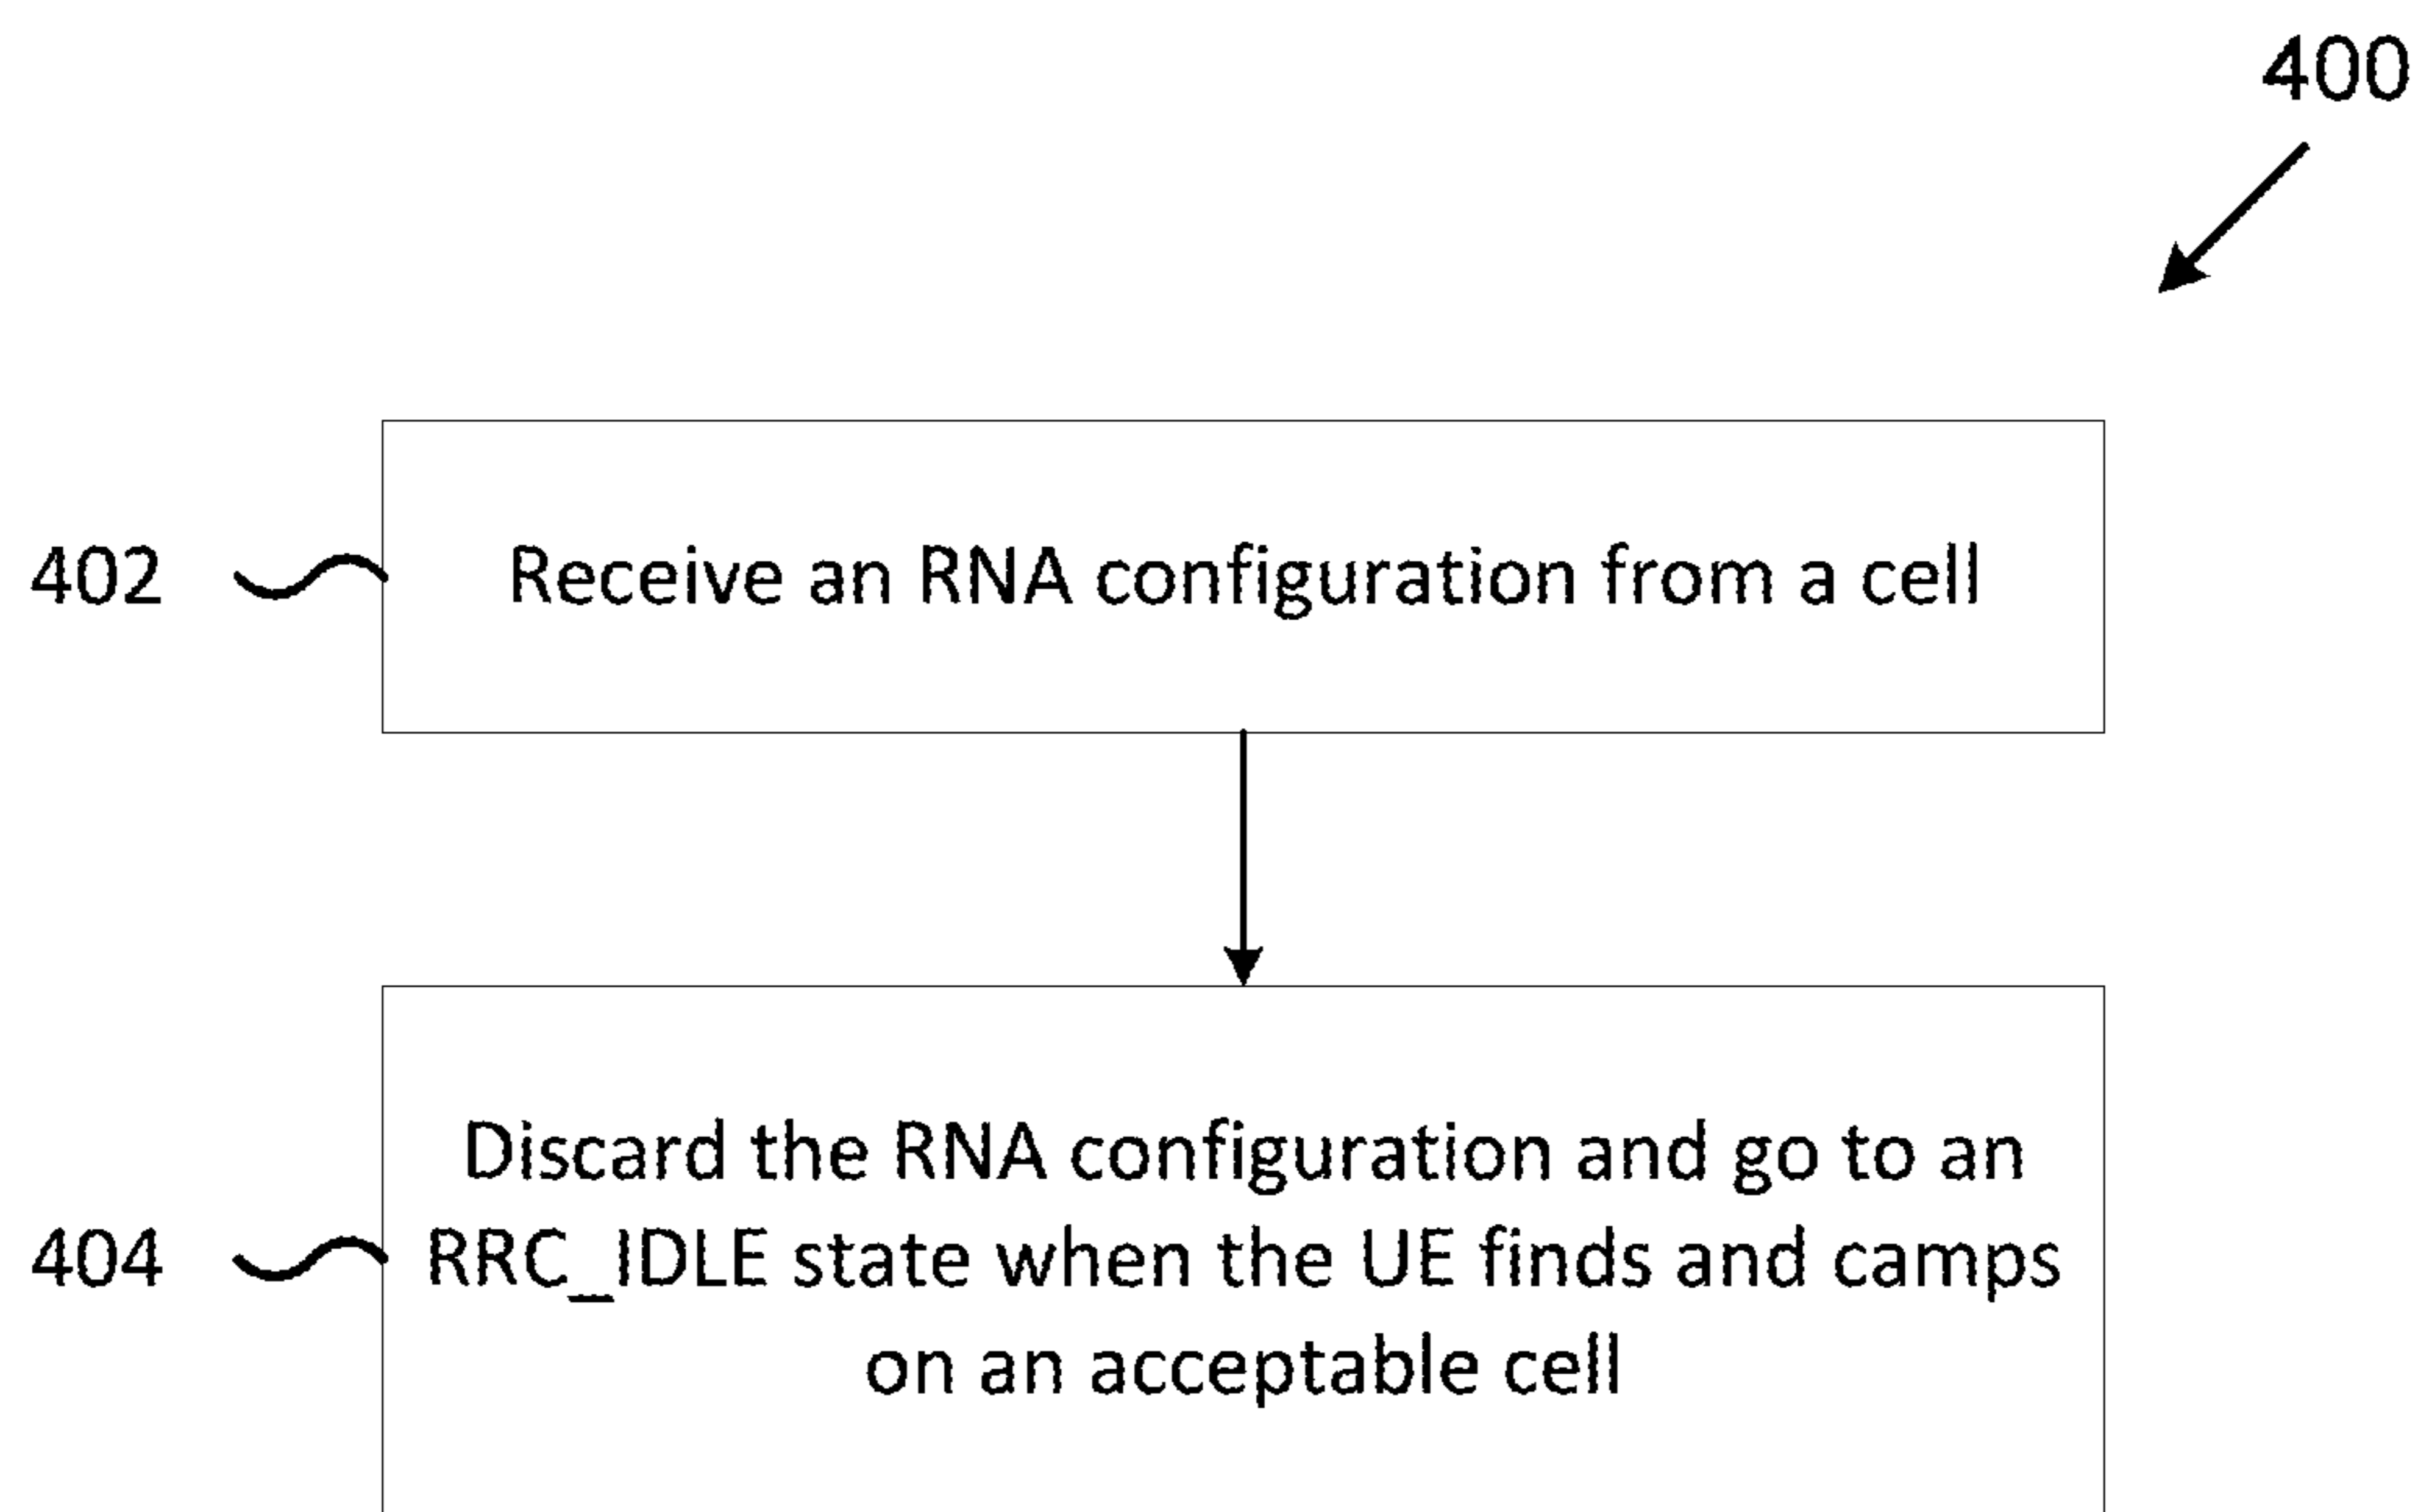 400
402
Receive an RNA configuration from a cell
Discard the RNA configuration and go to an
404
RRC_IDLE state when the UE finds and camps
on an acceptable cell